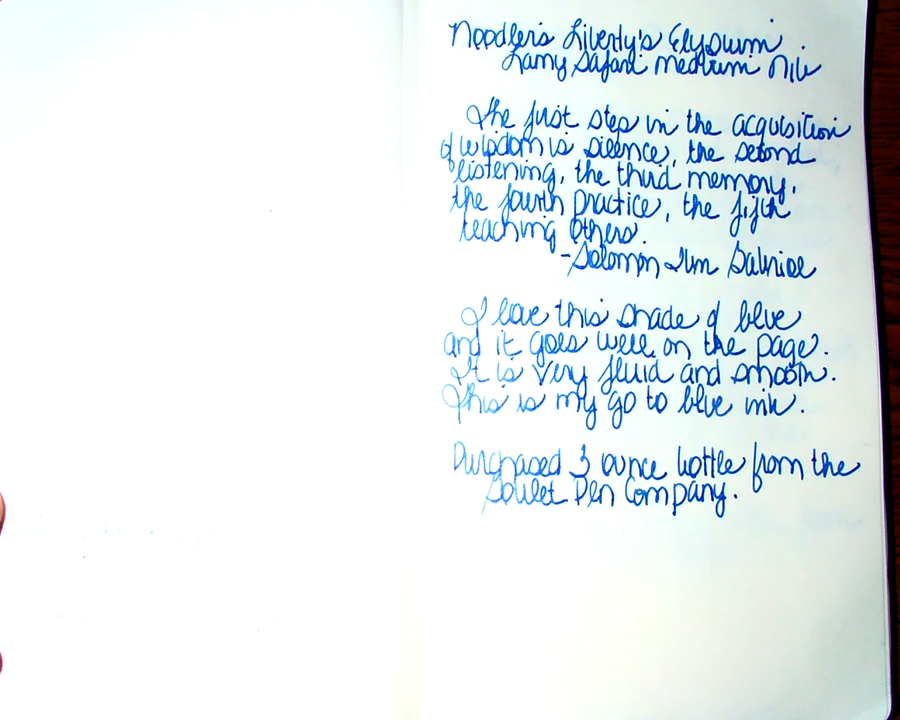 Noodler's Liberty's Elysium
Lamy Safari medium nib
The first step in the acquisition
of wisdom is silence, the second
listening, the third memory,
the fourth practice, the fifth
teaching others.
-Solomon Ibn Gabriol
I love this shade of blue
and it goes well on the page.
It is very fluid and smooth.
This is my go to blue ink.
Purchased 3 ounce bottle from the
Goulet Pen Company.